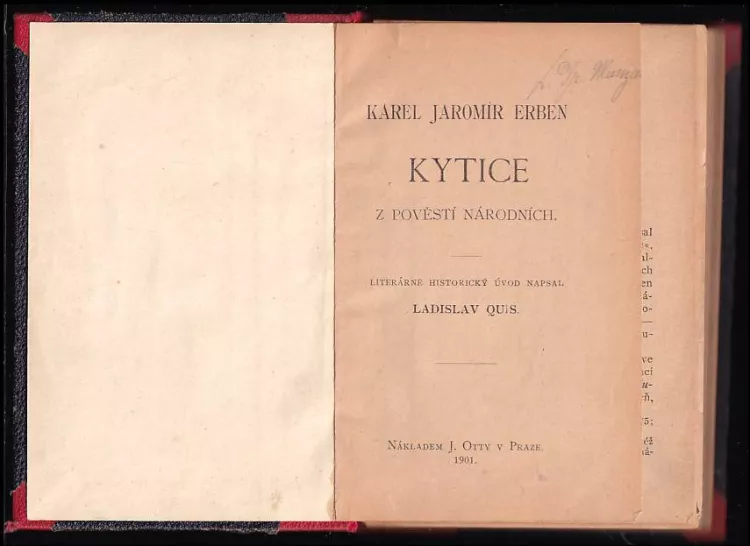 KAREL JAROMÍR ERBEN
KYTICE
Z POVĚSTÍ NÁRODNÍCH.
LITERÁRNĚ HISTORICKÝ ÚVOD NAPSAL
LADISLAV QUIS.
NÁKLADEM J. OTTY V PRAZE.
1901.